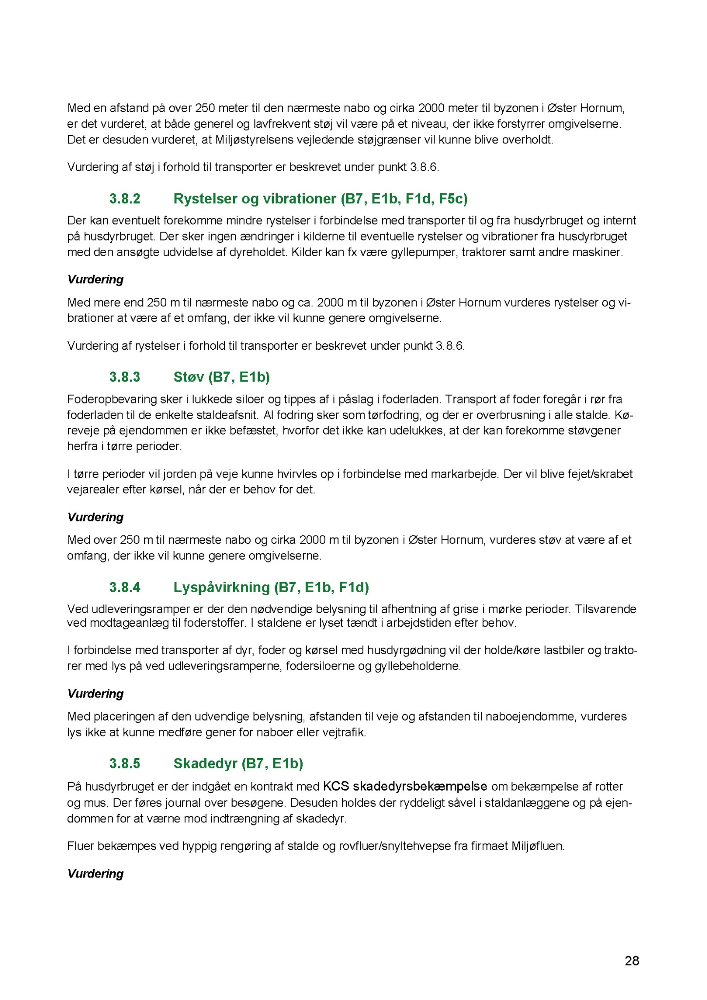 Med en afstand på over 250 meter til den nærmeste nabo og cirka 2000 meter til byzonen i Øster Hornum,
er det vurderet, at både generel og lavfrekvent støj vil være på et niveau, der ikke forstyrrer omgivelserne.
Det er desuden vurderet, at Miljøstyrelsens vejledende støjgrænser vil kunne blive overholdt.
Vurdering af støj i forhold til transporter er beskrevet under punkt 3.8.6.
3.8.2 Rystelser og vibrationer (B7, E1b, F1d, F5c)
Der kan eventuelt forekomme mindre rystelser i forbindelse med transporter til og fra husdyrbruget og internt
på husdyrbruget. Der sker ingen ændringer i kilderne til eventuelle rystelser og vibrationer fra husdyrbruget
med den ansøgte udvidelse af dyreholdet. Kilder kan fx være gyllepumper, traktorer samt andre maskiner.
Vurdering
Med mere end 250 m til nærmeste nabo og ca. 2000 m til byzonen i Øster Hornum vurderes rystelser og vi-
brationer at være af et omfang, der ikke vil kunne genere omgivelserne.
Vurdering af rystelser i forhold til transporter er beskrevet under punkt 3.8.6.
3.8.3 Støv (B7, E1b)
Foderopbevaring sker i lukkede siloer og tippes af i påslag i foderladen. Transport af foder foregår i rør fra
foderladen til de enkelte staldeafsnit. Al fodring sker som tørfodring, og der er overbrusning i alle stalde. Kø-
reveje på ejendommen er ikke befæstet, hvorfor det ikke kan udelukkes, at der kan forekomme støvgener
herfra i tørre perioder.
I tørre perioder vil jorden på veje kunne hvirvles op i forbindelse med markarbejde. Der vil blive fejet/skrabet
vejarealer efter kørsel, når der er behov for det.
Vurdering
Med over 250 m til nærmeste nabo og cirka 2000 m til byzonen i Øster Hornum, vurderes støv at være af et
omfang, der ikke vil kunne genere omgivelserne.
3.8.4 Lyspåvirkning (B7, E1b, F1d)
Ved udleveringsramper er der den nødvendige belysning til afhentning af grise i mørke perioder. Tilsvarende
ved modtageanlæg til foderstoffer. I staldene er lyset tændt i arbejdstiden efter behov.
I forbindelse med transporter af dyr, foder og kørsel med husdyrgødning vil der holde/køre lastbiler og trakto-
rer med lys på ved udleveringsramperne, fodersiloerne og gyllebeholderne.
Vurdering
Med placeringen af den udvendige belysning, afstanden til veje og afstanden til naboejendomme, vurderes
lys ikke at kunne medføre gener for naboer eller vejtrafik.
3.8.5 Skadedyr (B7, E1b)
På husdyrbruget er der indgået en kontrakt med KCS skadedyrsbekæmpelse om bekæmpelse af rotter
og mus. Der føres journal over besøgene. Desuden holdes der ryddeligt såvel i staldanlæggene og på ejen-
dommen for at værne mod indtrængning af skadedyr.
Fluer bekæmpes ved hyppig rengøring af stalde og rovfluer/snyltehvepse fra firmaet Miljøfluen.
Vurdering
28